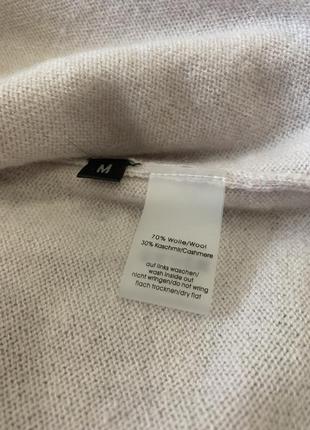 M
70% Wolle/Wool
30% Kaschmir/Cashmere
auf links waschen/
wash inside out
nicht wringen/do not wring
flach trocknen/dry flat